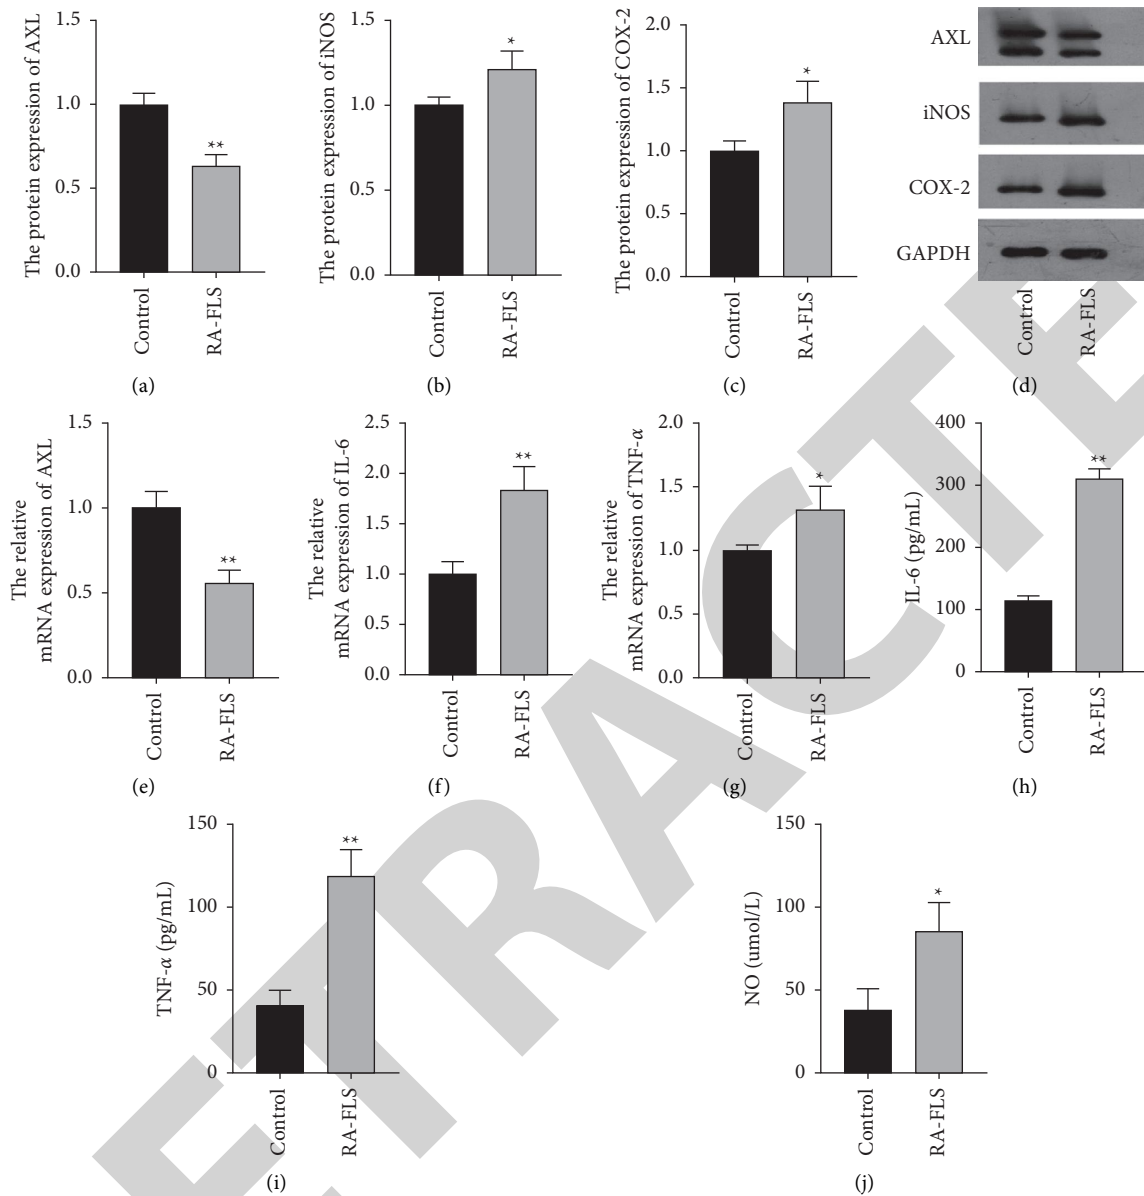 The protein expression of AXL
1.5
1.0
0.5
0.0
**
Control
RA-FLS
(a)
The protein expression of iNOS
1.5
1.0
0.5
0.0
*
Control
RA-FLS
(b)
The protein expression of COX-2
2.0
1.5
1.0
0.5
0.0
*
Control
RA-FLS
(c)
AXL
iNOS
COX-2
GAPDH
Control
RA-FLS
(d)
The relative
mRNA expression of AXL
1.5
1.0
0.5
0.0
**
Control
RA-FLS
(e)
The relative
mRNA expression of IL-6
2.5
2.0
1.5
1.0
0.5
0.0
**
Control
RA-FLS
(f)
The relative
mRNA expression of TNF-α
2.0
1.5
1.0
0.5
0.0
*
Control
RA-FLS
(g)
IL-6 (pg/mL)
400
300
200
100
0
**
Control
RA-FLS
(h)
TNF-α (pg/mL)
150
100
50
0
**
Control
RA-FLS
(i)
NO (umol/L)
150
100
50
0
*
Control
RA-FLS
(j)
ETRACTE